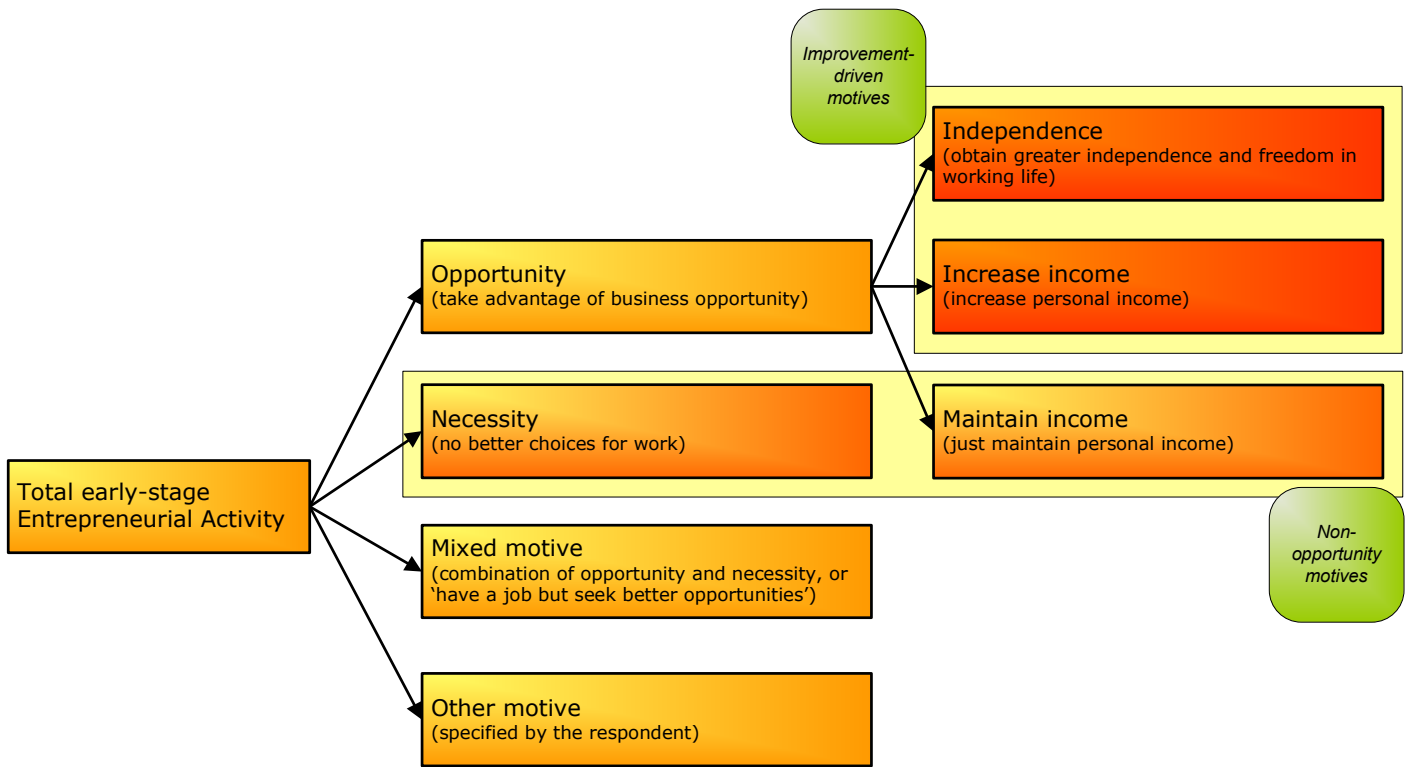 Improvement-
driven
motives
Independence
(obtain greater independence and freedom in
working life)
Opportunity
(take advantage of business opportunity)
Increase income
(increase personal income)
Necessity
(no better choices for work)
Maintain income
(just maintain personal income)
Total early-stage
Entrepreneurial Activity
Non-
opportunity
motives
Mixed motive
(combination of opportunity and necessity, or
‘have a job but seek better opportunities’)
Other motive
(specified by the respondent)